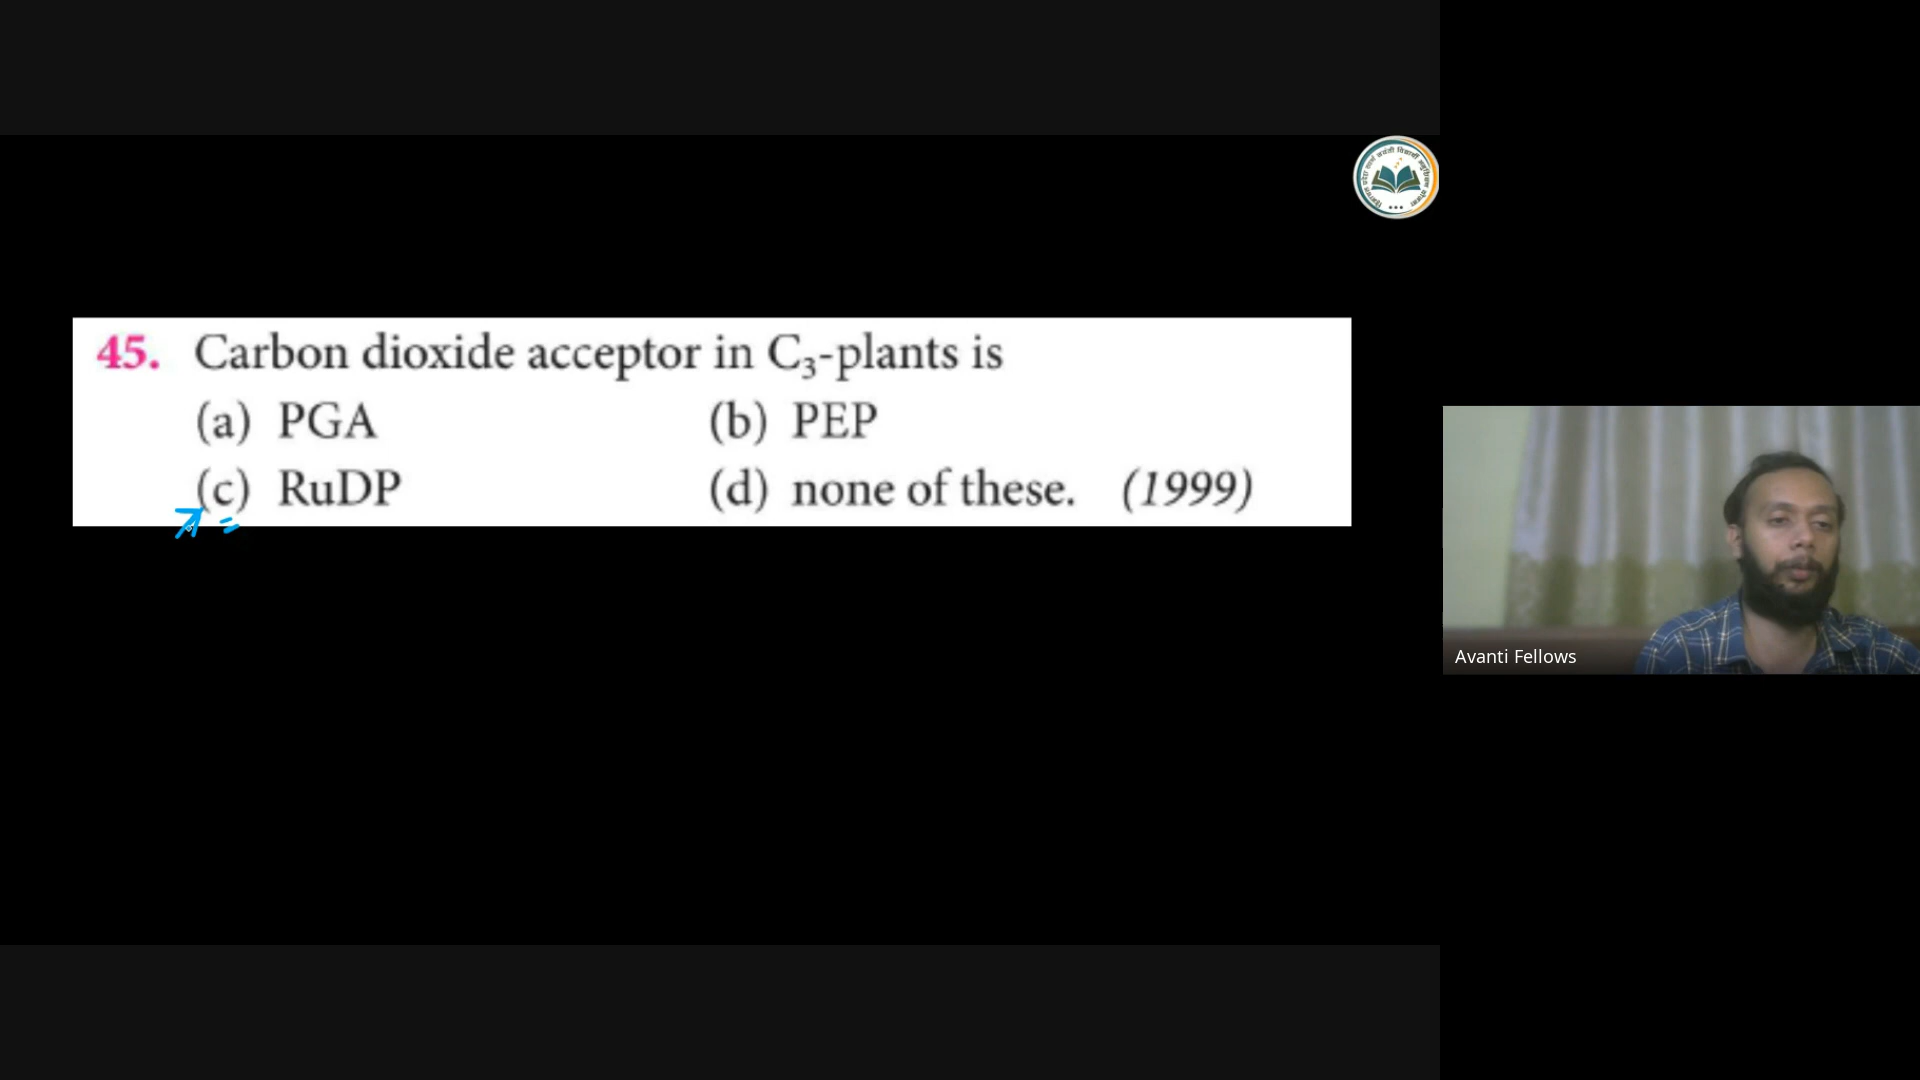 45. Carbon dioxide acceptor in C₃-plants is
(a) PGA (b) PEP
(c) RuDP (d) none of these. (1999)
Avanti Fellows